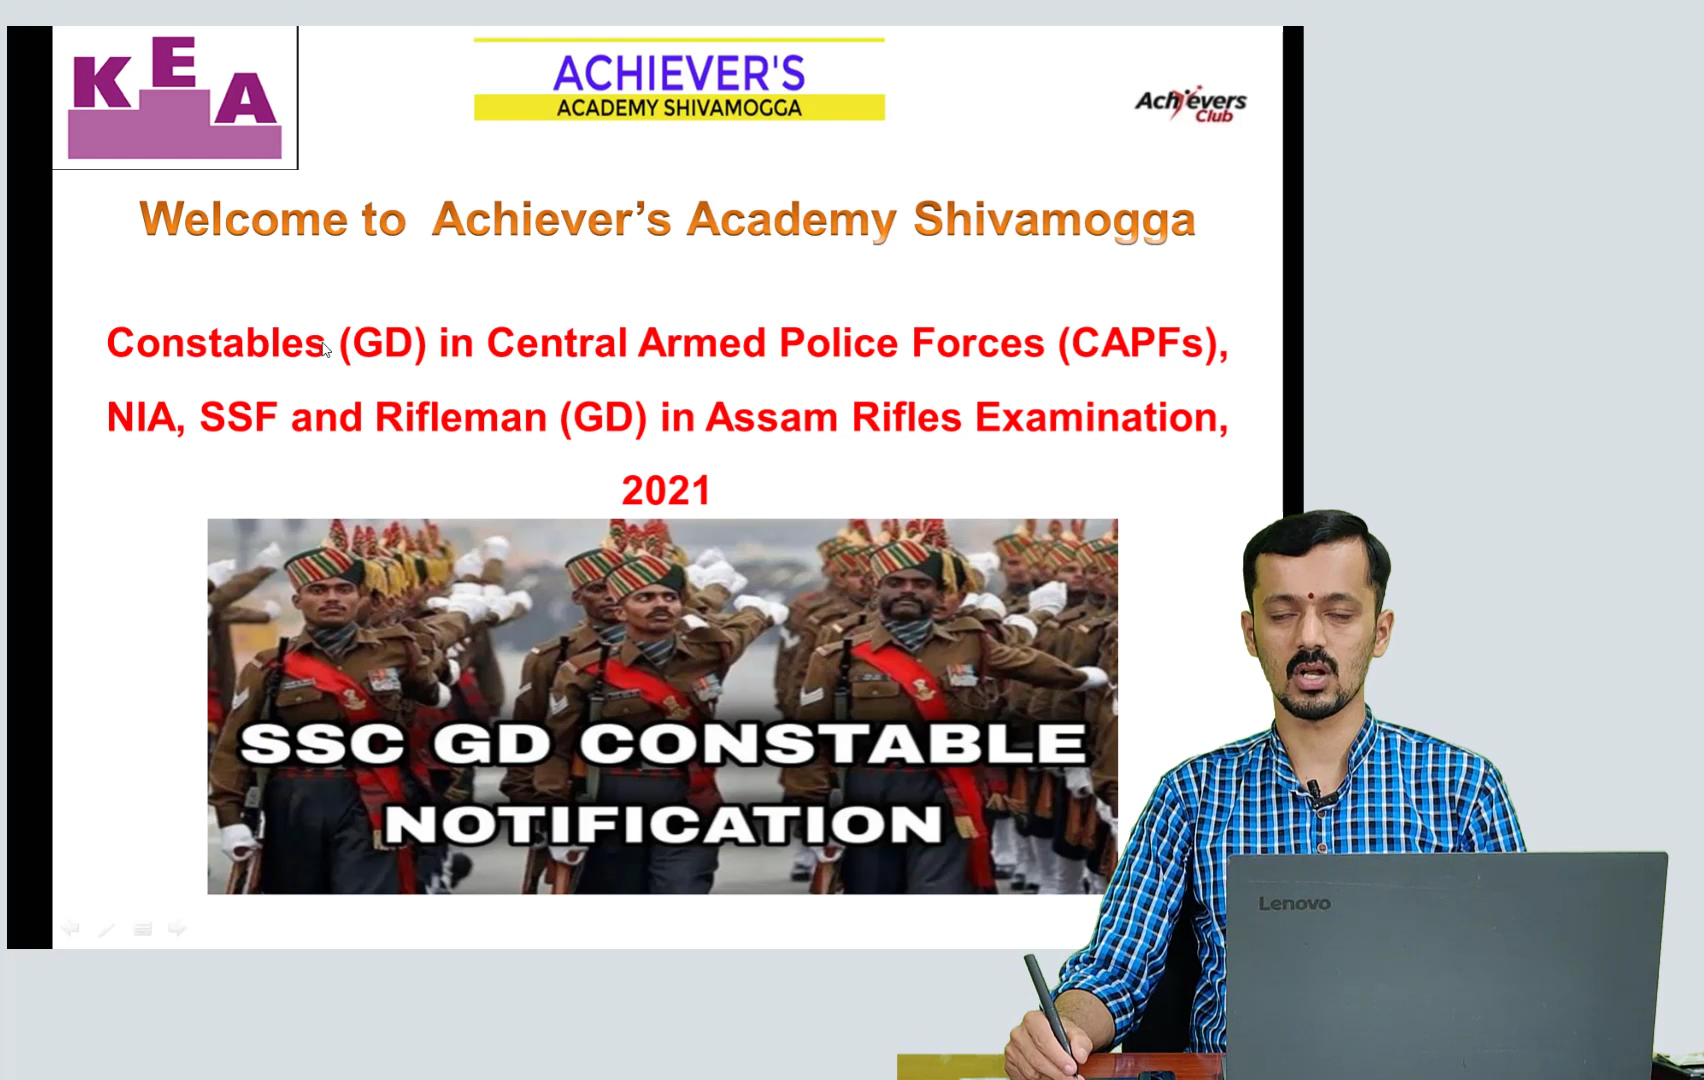 KEA
ACHIEVER'S
ACADEMY SHIVAMOGGA
Achievers
Club
Welcome to Achiever’s Academy Shivamogga
Constables (GD) in Central Armed Police Forces (CAPFs),
NIA, SSF and Rifleman (GD) in Assam Rifles Examination,
2021
SSC GD CONSTABLE
NOTIFICATION
Lenovo